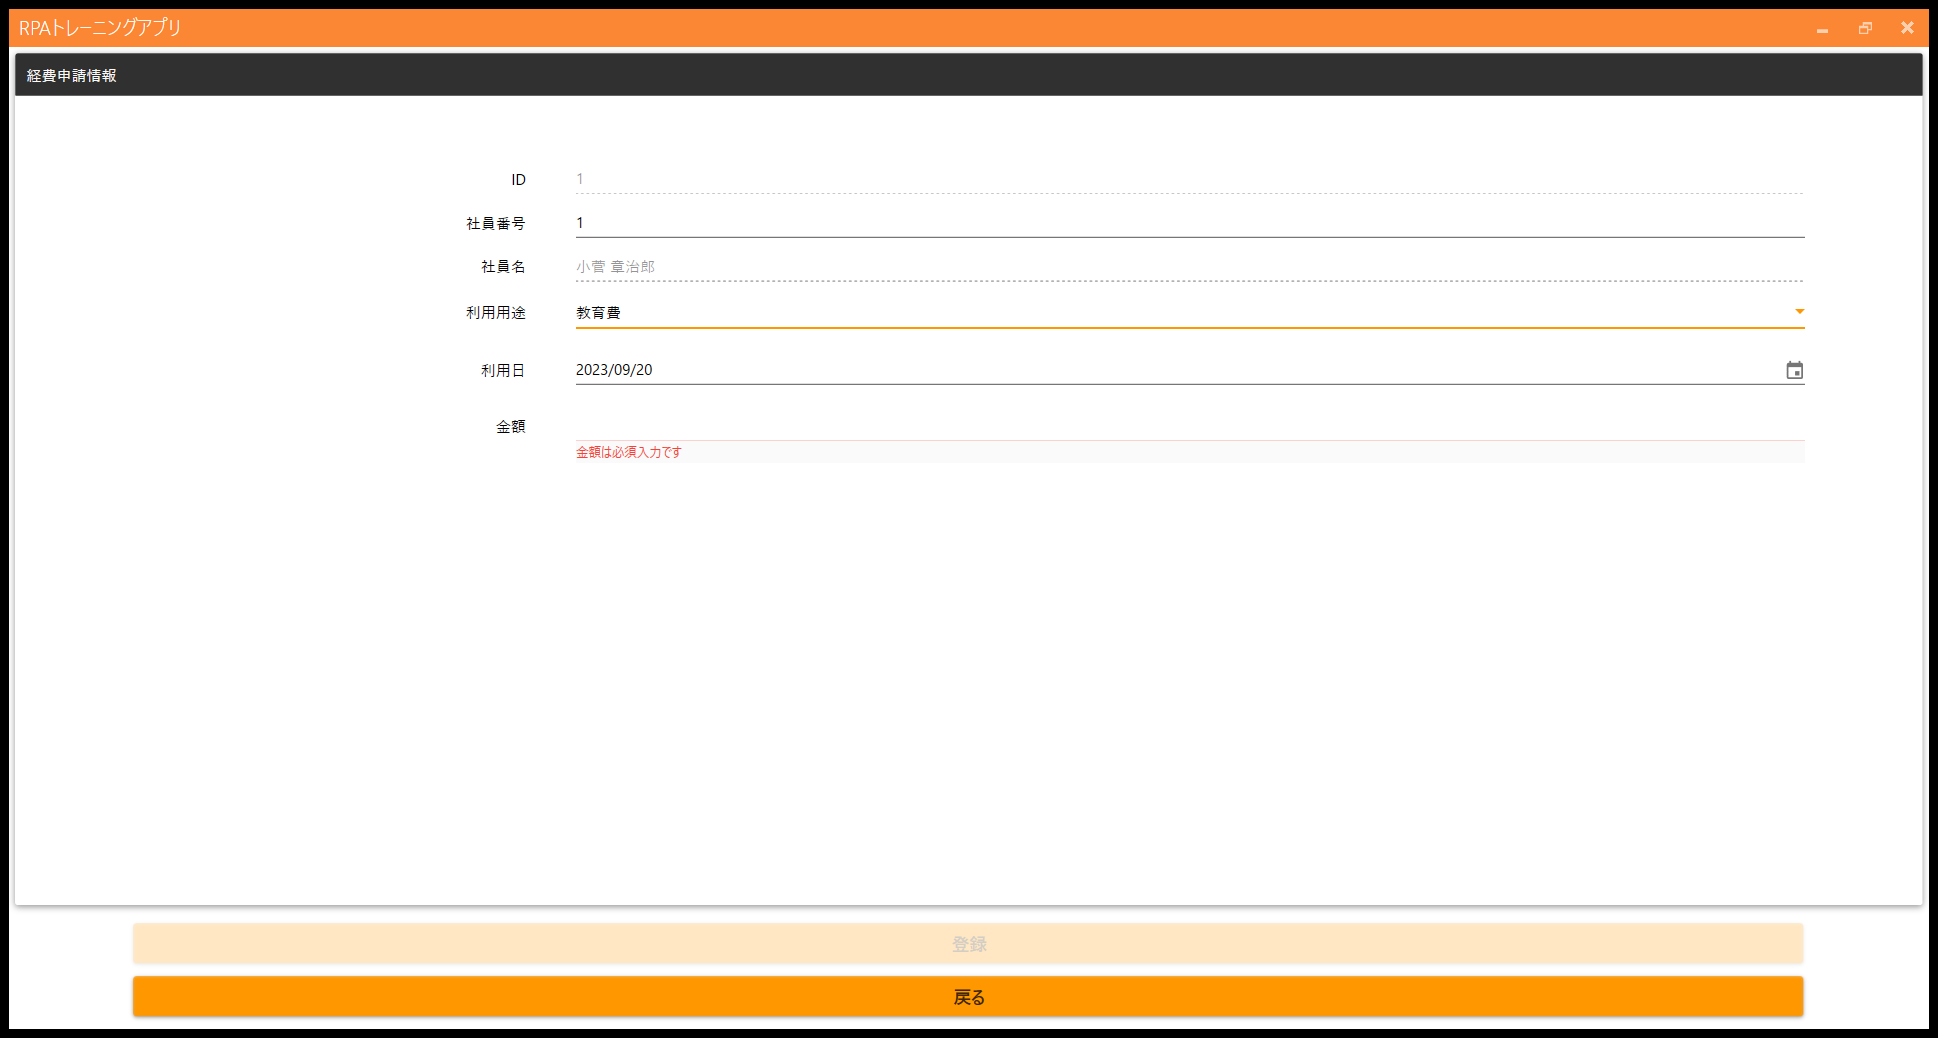 RPAトレーニングアプリ
経費申請情報
ID 1
社員番号 1
社員名 小菅 章治郎
利用用途 教育費
利用日 2023/09/20
金額
金額は必須入力です
登録
戻る